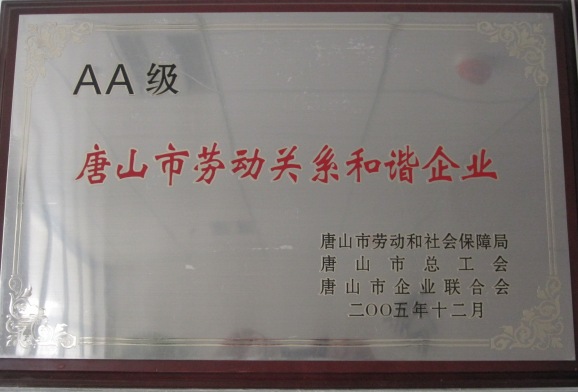 AA级
唐山市劳动关系和谐企业
唐山市劳动和社会保障局
唐山市总工会
唐山市企业联合会
二OO五年十二月